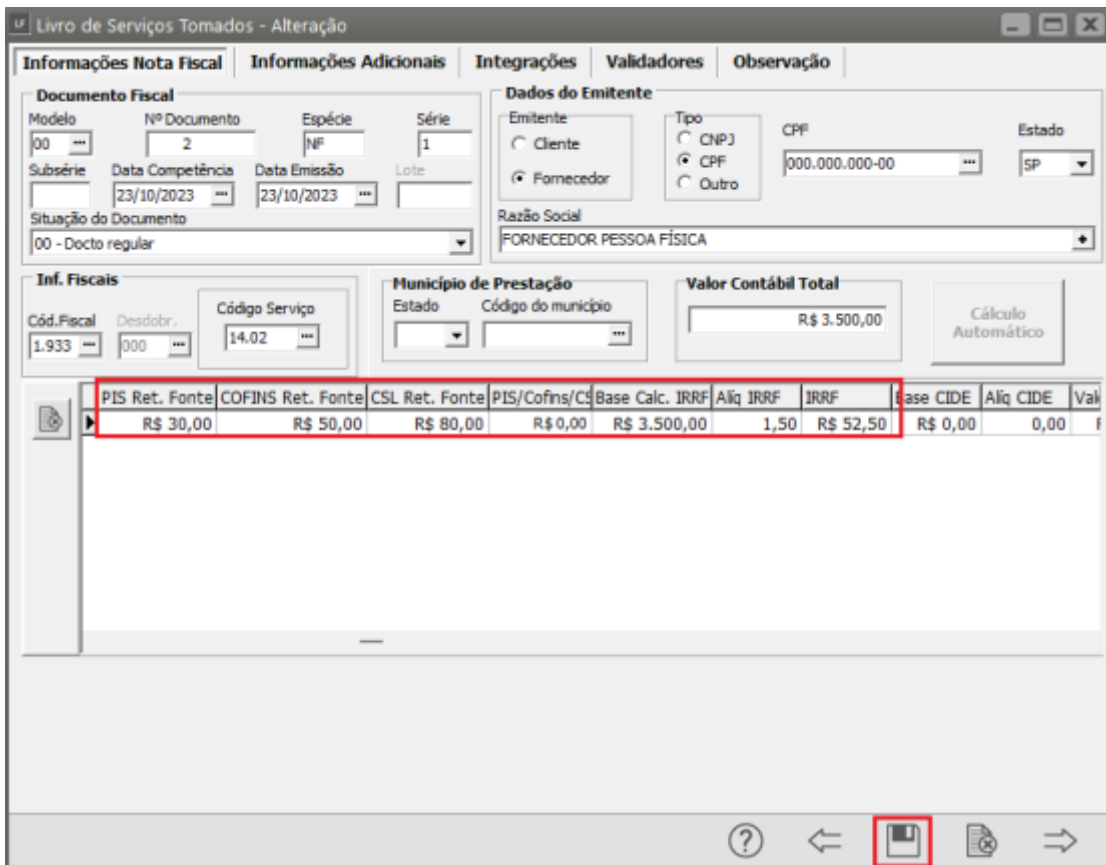 LF Livro de Serviços Tomados - Alteração
Informações Nota Fiscal Informações Adicionais Integrações Validadores Observação
Documento Fiscal
Modelo Nº Documento Espécie Série
00 2 NF 1
Subsérie Data Competência Data Emissão Lote
23/10/2023 23/10/2023
Situação do Documento
00 - Docto regular
Dados do Emitente
Emitente
Cliente
Fornecedor
Tipo
CNPJ
CPF
Outro
CPF
000.000.000-00
Estado
SP
Razão Social
FORNECEDOR PESSOA FÍSICA
Inf. Fiscais
Cód.Fiscal Desdobr. Código Serviço
1.933 000 14.02
Município de Prestação
Estado Código do município
Valor Contábil Total
R$ 3.500,00
Cálculo
Automático
PIS Ret. Fonte COFINS Ret. Fonte CSL Ret. Fonte PIS/Cofins/CS Base Calc. IRRF Aliq IRRF IRRF Base CIDE Aliq CIDE Val
R$ 30,00 R$ 50,00 R$ 80,00 R$ 0,00 R$ 3.500,00 1,50 R$ 52,50 R$ 0,00 0,00